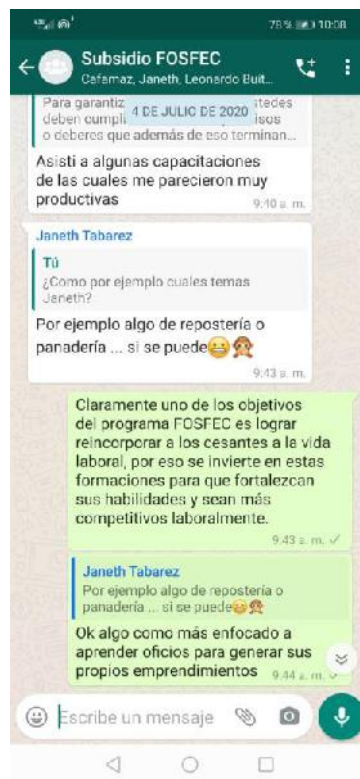 78 % 10:08
Subsidio FOSFEC
Cafamaz, Janeth, Leonardo Buit...
Para garantiz
4 DE JULIO DE 2020
stedes
deben cumpli
isos
o deberes que además de eso terminan...
Asisti a algunas capacitaciones
de las cuales me parecieron muy
productivas
9:40 a. m.
Janeth Tabarez
Tú
¿Como por ejemplo cuales temas
Janeth?
Por ejemplo algo de repostería o
panadería ... si se puede
9:43 a. m.
Claramente uno de los objetivos
del programa FOSFEC es lograr
reincorporar a los cesantes a la vida
laboral, por eso se invierte en estas
formaciones para que fortalezcan
sus habilidades y sean más
competitivos laboralmente.
9:43 a. m.
Janeth Tabarez
Por ejemplo algo de repostería o
panadería ... si se puede
Ok algo como más enfocado a
aprender oficios para generar sus
propios emprendimientos
9:44 a. m.
Escribe un mensaje